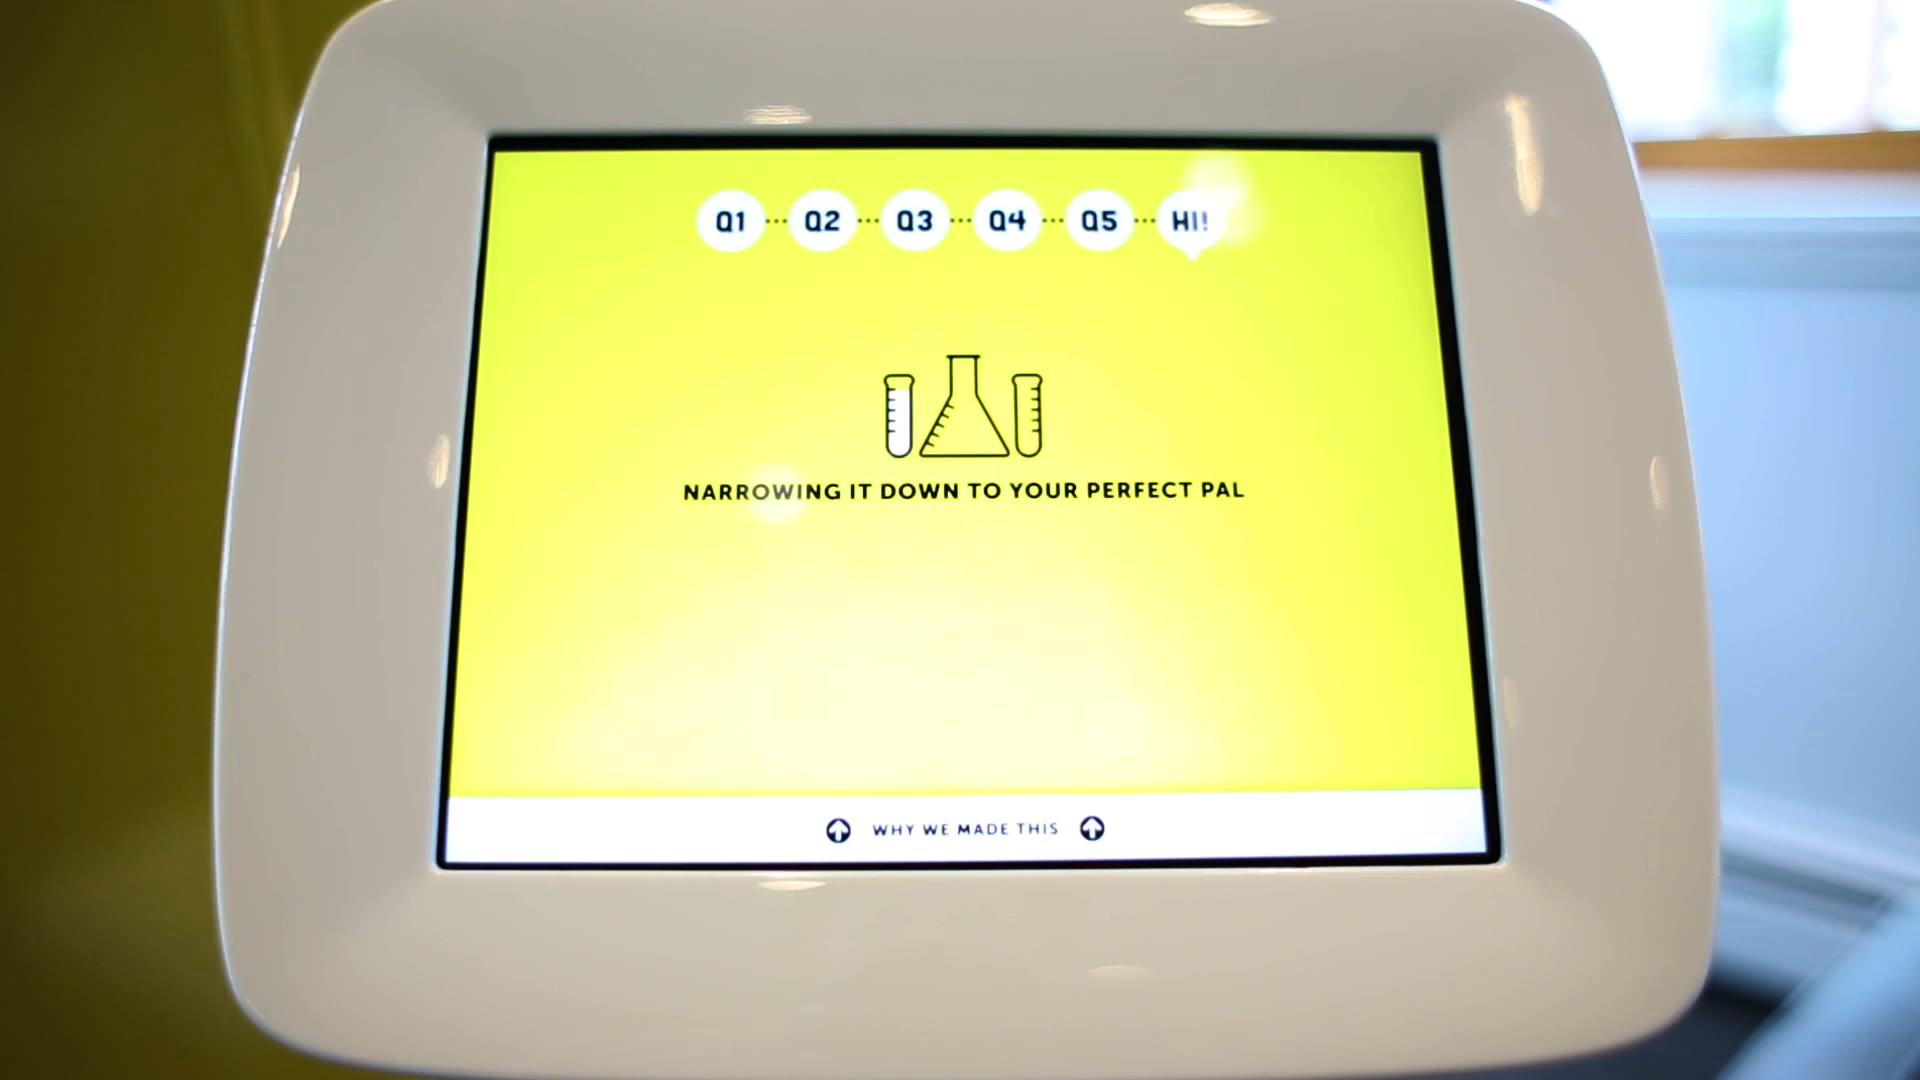 Q1 Q2 Q3 Q4 Q5 HI!
NARROWING IT DOWN TO YOUR PERFECT PAL
WHY WE MADE THIS